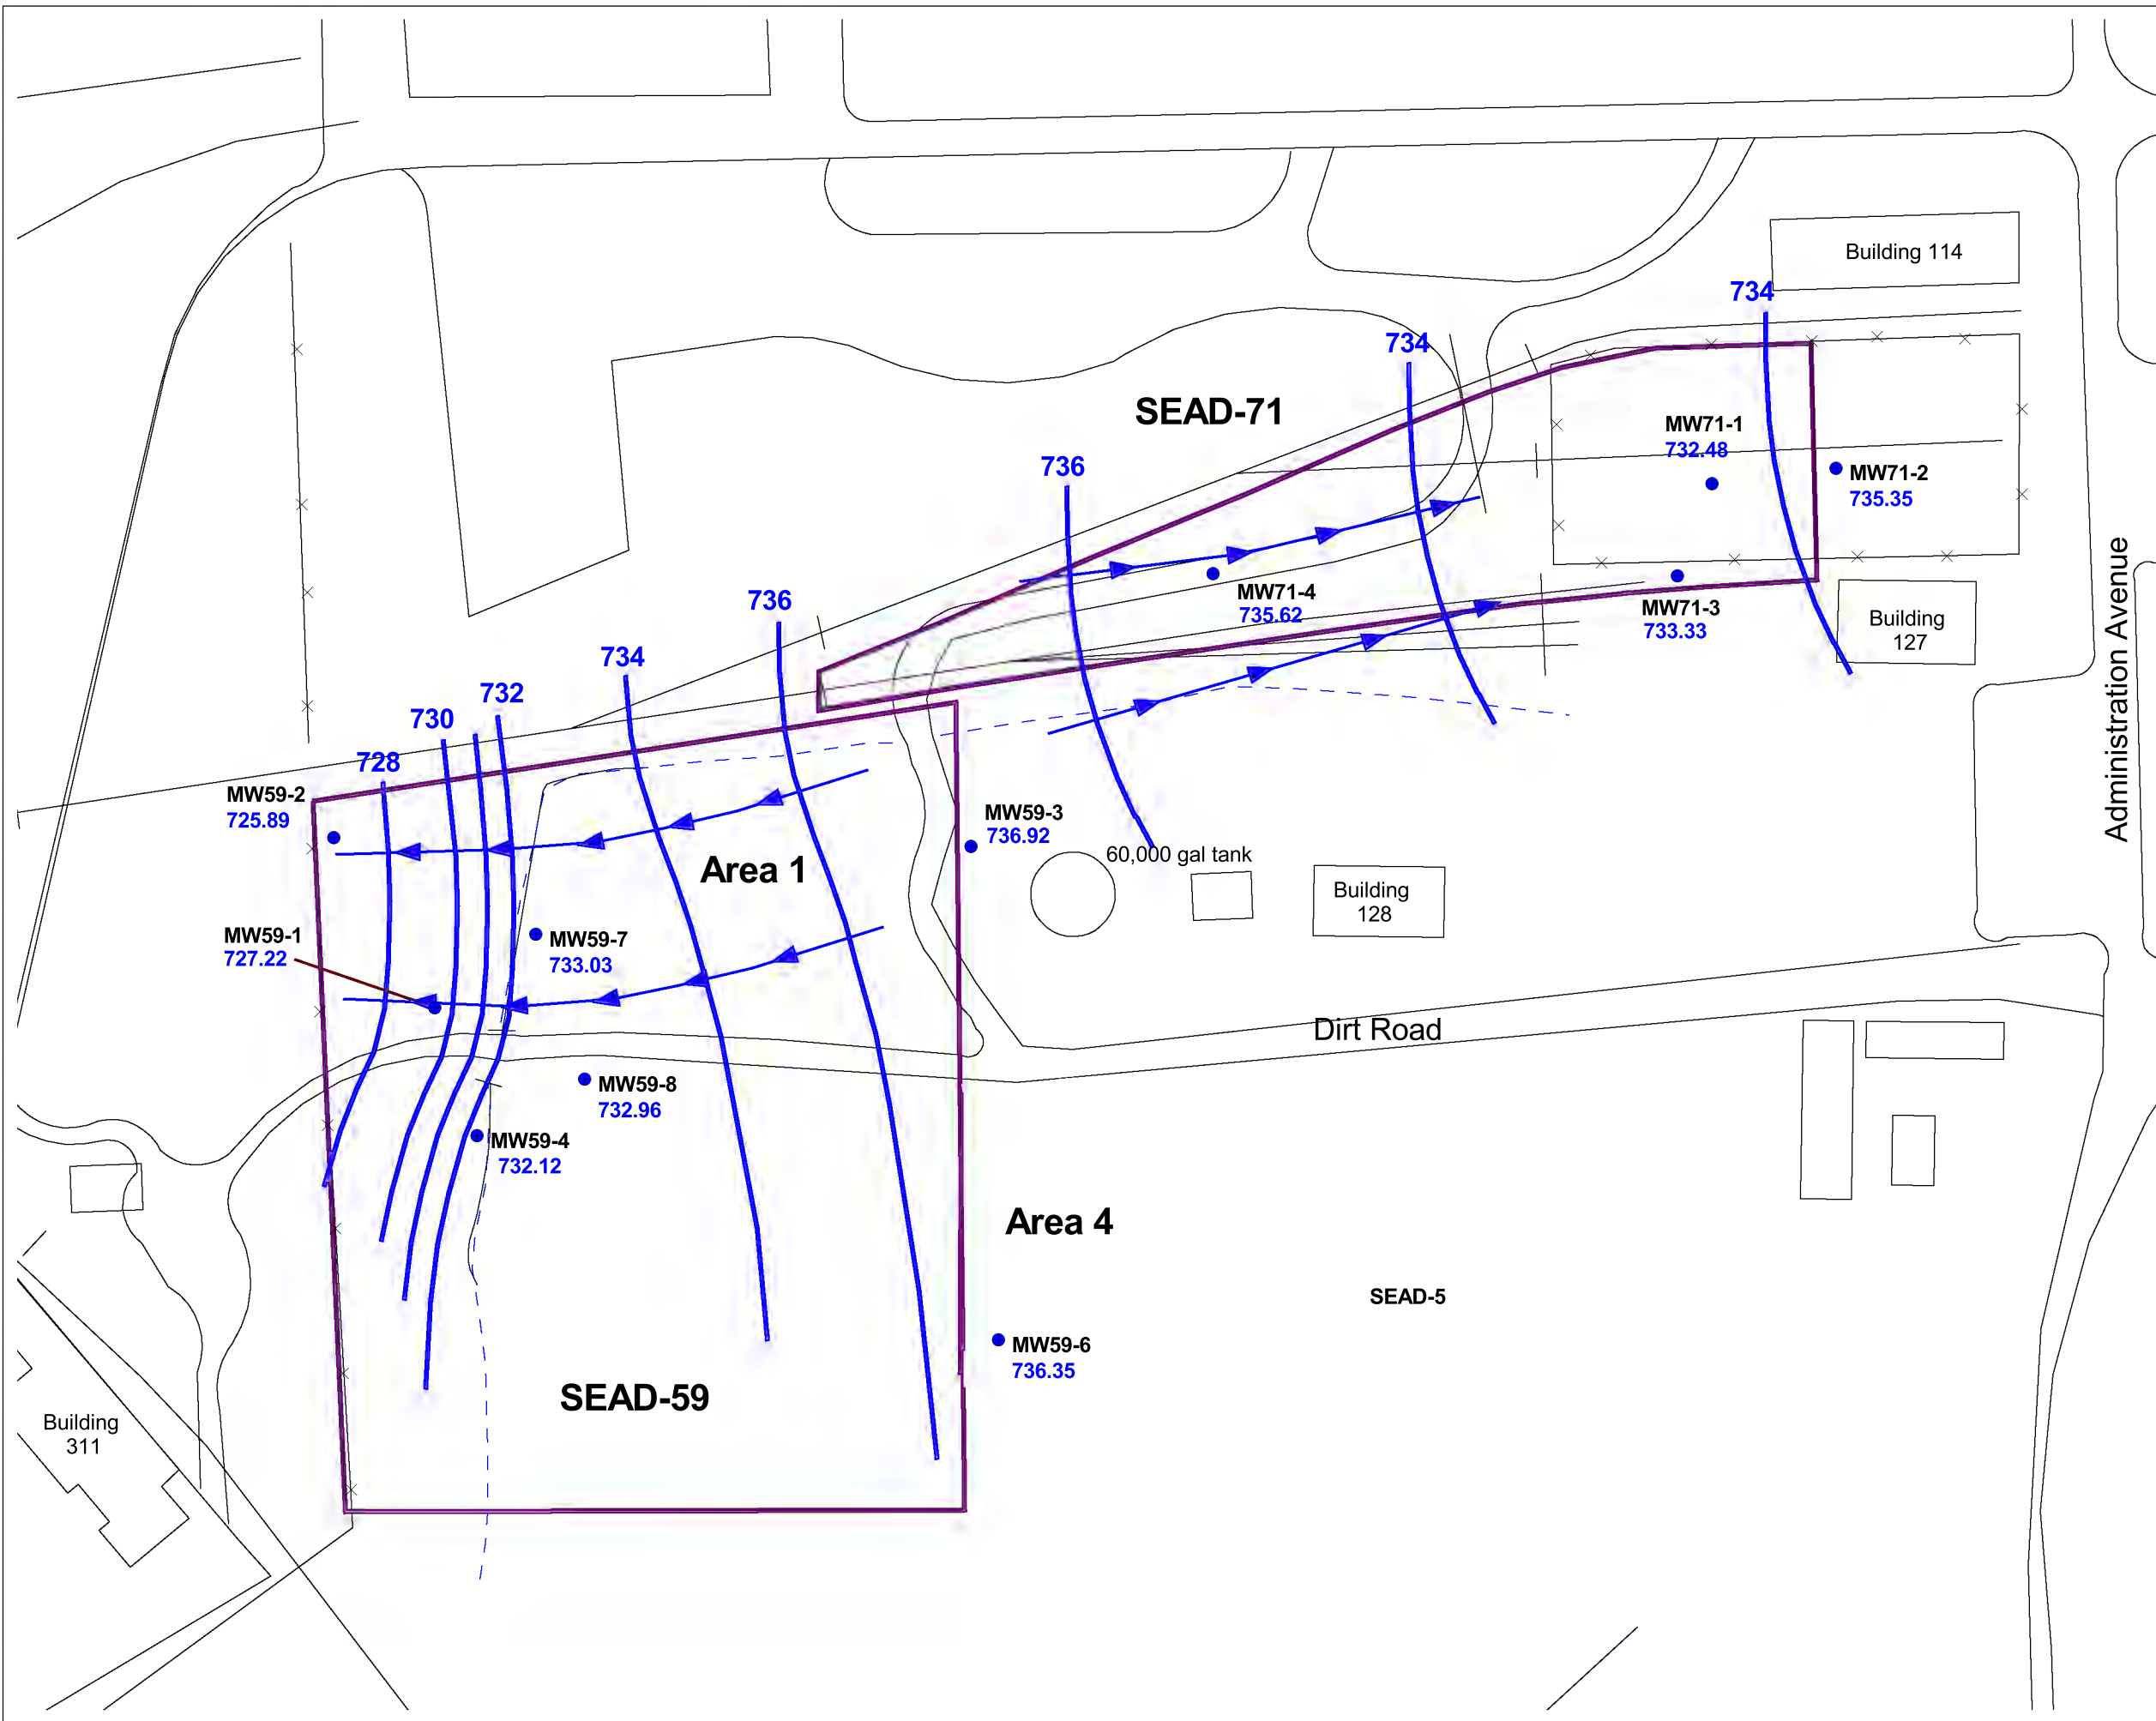 Building 114
734
734
SEAD-71
MW71-1
732.48
736
MW71-2
735.35
MW71-4
735.62
736
MW71-3
733.33
Building
127
Administration Avenue
734
732
730
728
MW59-2
725.89
MW59-3
736.92
60,000 gal tank
Area 1
Building
128
MW59-1
727.22
MW59-7
733.03
Dirt Road
MW59-8
732.96
MW59-4
732.12
Area 4
SEAD-5
MW59-6
736.35
SEAD-59
Building
311